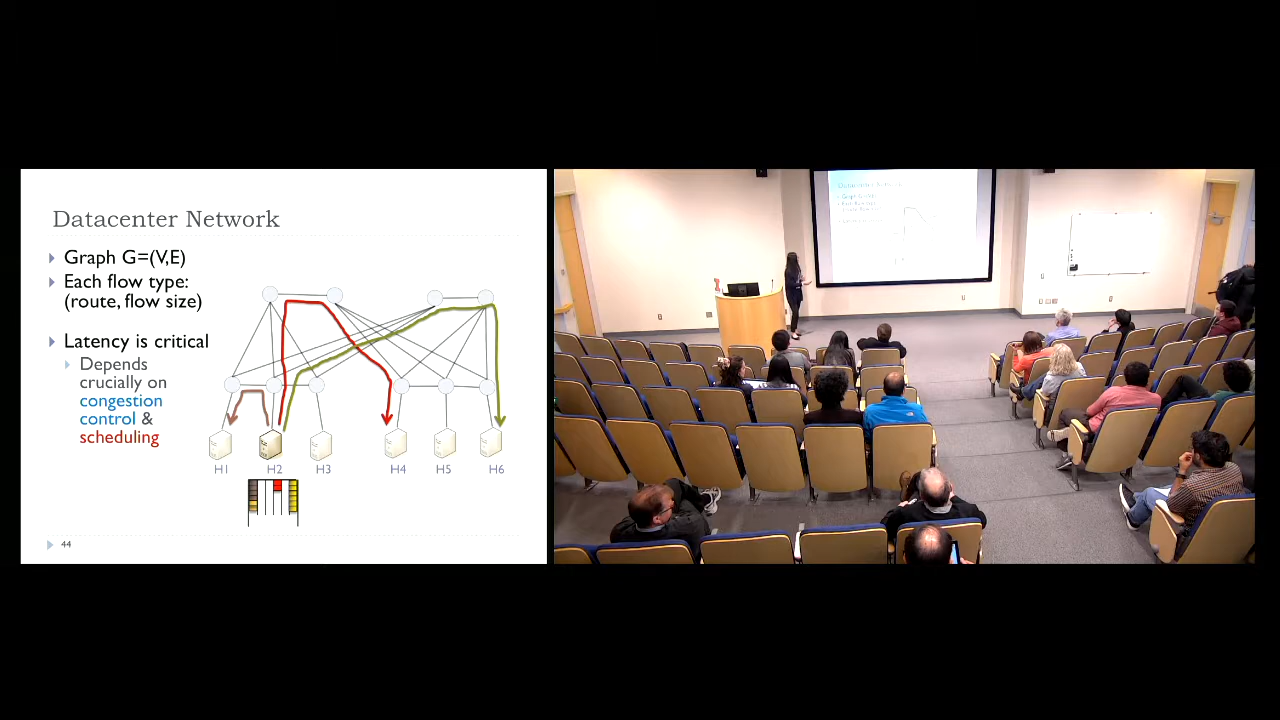 Datacenter Network
Graph G=(V,E)
Each flow type:
(route, flow size)
Latency is critical
Depends
crucially on
congestion
control &
scheduling
H1 H2 H3 H4 H5 H6
44